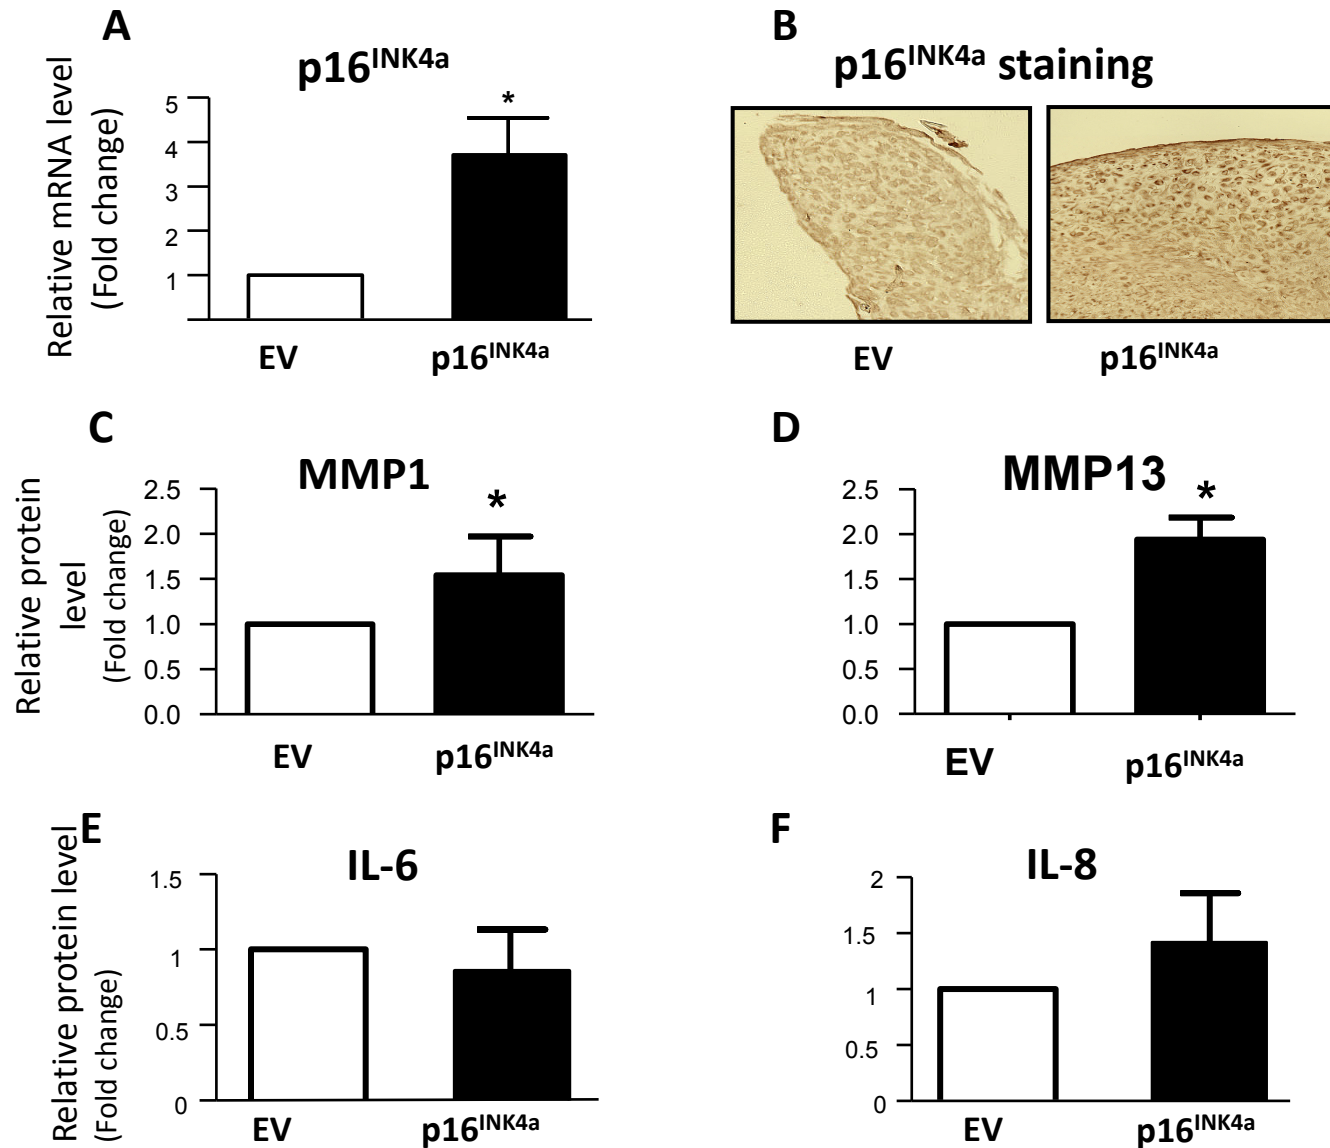 A
p16INK4a
Relative mRNA level
(Fold change)
5
4
3
2
1
*
EV
p16INK4a
B
p16INK4a staining
EV
p16INK4a
C
MMP1
Relative protein
level
(Fold change)
2.5
2.0
1.5
1.0
0.5
0.0
*
EV
p16INK4a
D
MMP13
2.5
2.0
1.5
1.0
0.5
0.0
*
EV
p16INK4a
E
IL-6
Relative protein level
(Fold change)
1.5
1
0.5
0
EV
p16INK4a
F
IL-8
2
1.5
1
0.5
0
EV
p16INK4a